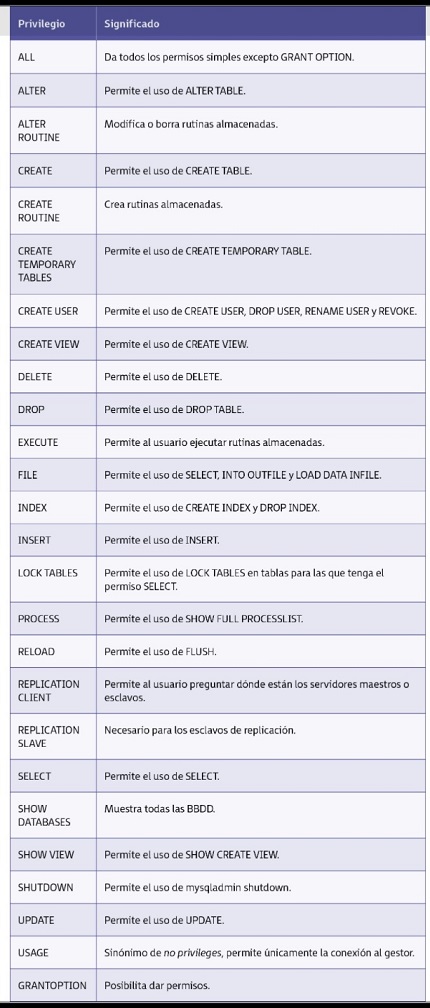 Privilegio Significado
ALL Da todos los permisos simples excepto GRANT OPTION.
ALTER Permite el uso de ALTER TABLE.
ALTER Modifica o borra rutinas almacenadas.
ROUTINE
CREATE Permite el uso de CREATE TABLE.
CREATE Crea rutinas almacenadas.
ROUTINE
CREATE Permite el uso de CREATE TEMPORARY TABLE.
TEMPORARY
TABLES
CREATE USER Permite el uso de CREATE USER, DROP USER, RENAME USER y REVOKE.
CREATE VIEW Permite el uso de CREATE VIEW.
DELETE Permite el uso de DELETE.
DROP Permite el uso de DROP TABLE.
EXECUTE Permite al usuario ejecutar rutinas almacenadas.
FILE Permite el uso de SELECT, INTO OUTFILE y LOAD DATA INFILE.
INDEX Permite el uso de CREATE INDEX y DROP INDEX.
INSERT Permite el uso de INSERT.
LOCK TABLES Permite el uso de LOCK TABLES en tablas para las que tenga el
permiso SELECT.
PROCESS Permite el uso de SHOW FULL PROCESSLIST.
RELOAD Permite el uso de FLUSH.
REPLICATION Permite al usuario preguntar dónde están los servidores maestros o
CLIENT esclavos.
REPLICATION Necesario para los esclavos de replicación.
SLAVE
SELECT Permite el uso de SELECT.
SHOW Muestra todas las BBDD.
DATABASES
SHOW VIEW Permite el uso de SHOW CREATE VIEW.
SHUTDOWN Permite el uso de mysqladmin shutdown.
UPDATE Permite el uso de UPDATE.
USAGE Sinónimo de no privileges, permite únicamente la conexión al gestor.
GRANTOPTION Posibilita dar permisos.